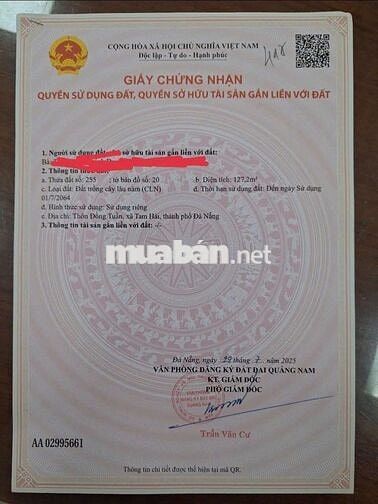 CỘNG HÒA XÃ HỘI CHỦ NGHĨA VIỆT NAM
Độc lập - Tự do - Hạnh phúc
GIẤY CHỨNG NHẬN
QUYỀN SỬ DỤNG ĐẤT, QUYỀN SỞ HỮU TÀI SẢN GẮN LIỀN VỚI ĐẤT
1. Người sử dụng đất, sở hữu tài sản gắn liền với đất:
Bà
2. Thông tin thửa đất:
a. Thửa đất số: 255 ; tờ bản đồ số: 20 b. Diện tích: 127,2m²
c. Loại đất: Đất trồng cây lâu năm (CLN) d. Thời hạn sử dụng đất: Đến ngày
01/7/2064
đ. Hình thức sử dụng: Sử dụng riêng
e. Địa chỉ: Thôn Đông Tuần, xã Tam Hải, thành phố Đà Nẵng
3. Thông tin tài sản gắn liền với đất: -/-
muaban.net
Đà Nẵng, ngày 29 tháng 7 năm 2025
VĂN PHÒNG ĐĂNG KÝ ĐẤT ĐAI QUẢNG NAM
KT. GIÁM ĐỐC
PHÓ GIÁM ĐỐC
Trần Văn Cư
AA 02995661
Thông tin chi tiết được thể hiện tại mã QR.